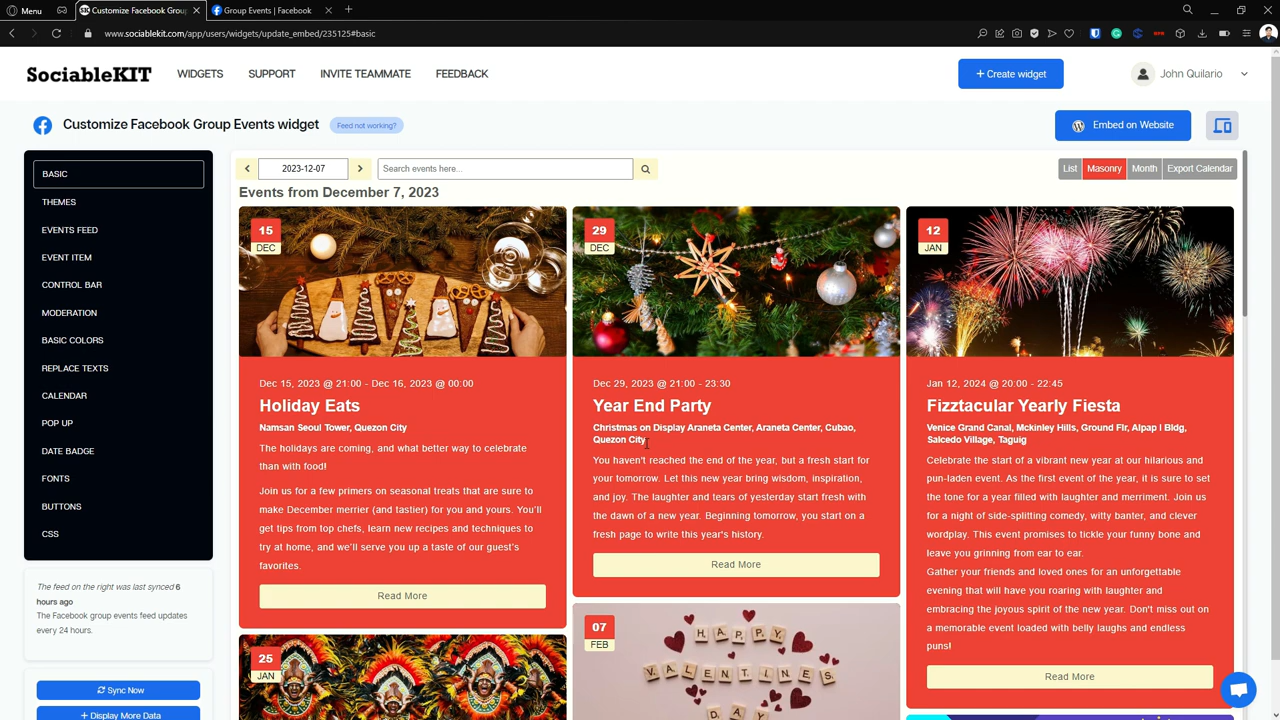 Menu
Customize Facebook Group
Group Events | Facebook
www.sociablekit.com/app/users/widgets/update_embed/235125#basic
SociableKIT
WIDGETS
SUPPORT
INVITE TEAMMATE
FEEDBACK
+ Create widget
John Quilario
Customize Facebook Group Events widget
Feed not working?
Embed on Website
BASIC
THEMES
EVENTS FEED
EVENT ITEM
CONTROL BAR
MODERATION
BASIC COLORS
REPLACE TEXTS
CALENDAR
POP UP
DATE BADGE
FONTS
BUTTONS
CSS
The feed on the right was last synced 6
hours ago
The Facebook group events feed updates
every 24 hours.
Sync Now
+ Display More Data
2023-12-07
Search events here...
List
Masonry
Month
Export Calendar
Events from December 7, 2023
15
DEC
Dec 15, 2023 @ 21:00 - Dec 16, 2023 @ 00:00
Holiday Eats
Namsan Seoul Tower, Quezon City
The holidays are coming, and what better way to celebrate
than with food!
Join us for a few primers on seasonal treats that are sure to
make December merrier (and tastier) for you and yours. You'll
get tips from top chefs, learn new recipes and techniques to
try at home, and we'll serve you up a taste of our guest's
favorites.
Read More
29
DEC
Dec 29, 2023 @ 21:00 - 23:30
Year End Party
Christmas on Display Araneta Center, Araneta Center, Cubao,
Quezon City
You haven't reached the end of the year, but a fresh start for
your tomorrow. Let this new year bring wisdom, inspiration,
and joy. The laughter and tears of yesterday start fresh with
the dawn of a new year. Beginning tomorrow, you start on a
fresh page to write this year's history.
Read More
12
JAN
Jan 12, 2024 @ 20:00 - 22:45
Fizztacular Yearly Fiesta
Venice Grand Canal, Mckinley Hills, Ground Flr, Alpap I Bldg,
Salcedo Village, Taguig
Celebrate the start of a vibrant new year at our hilarious and
pun-laden event. As the first event of the year, it is sure to set
the tone for a year filled with laughter and merriment. Join us
for a night of side-splitting comedy, witty banter, and clever
wordplay. This event promises to tickle your funny bone and
leave you grinning from ear to ear.
Gather your friends and loved ones for an unforgettable
evening that will have you roaring with laughter and
embracing the joyous spirit of the new year. Don't miss out on
a memorable event loaded with belly laughs and endless
puns!
Read More
25
JAN
07
FEB
HAPPY
VALENTINES
DAY